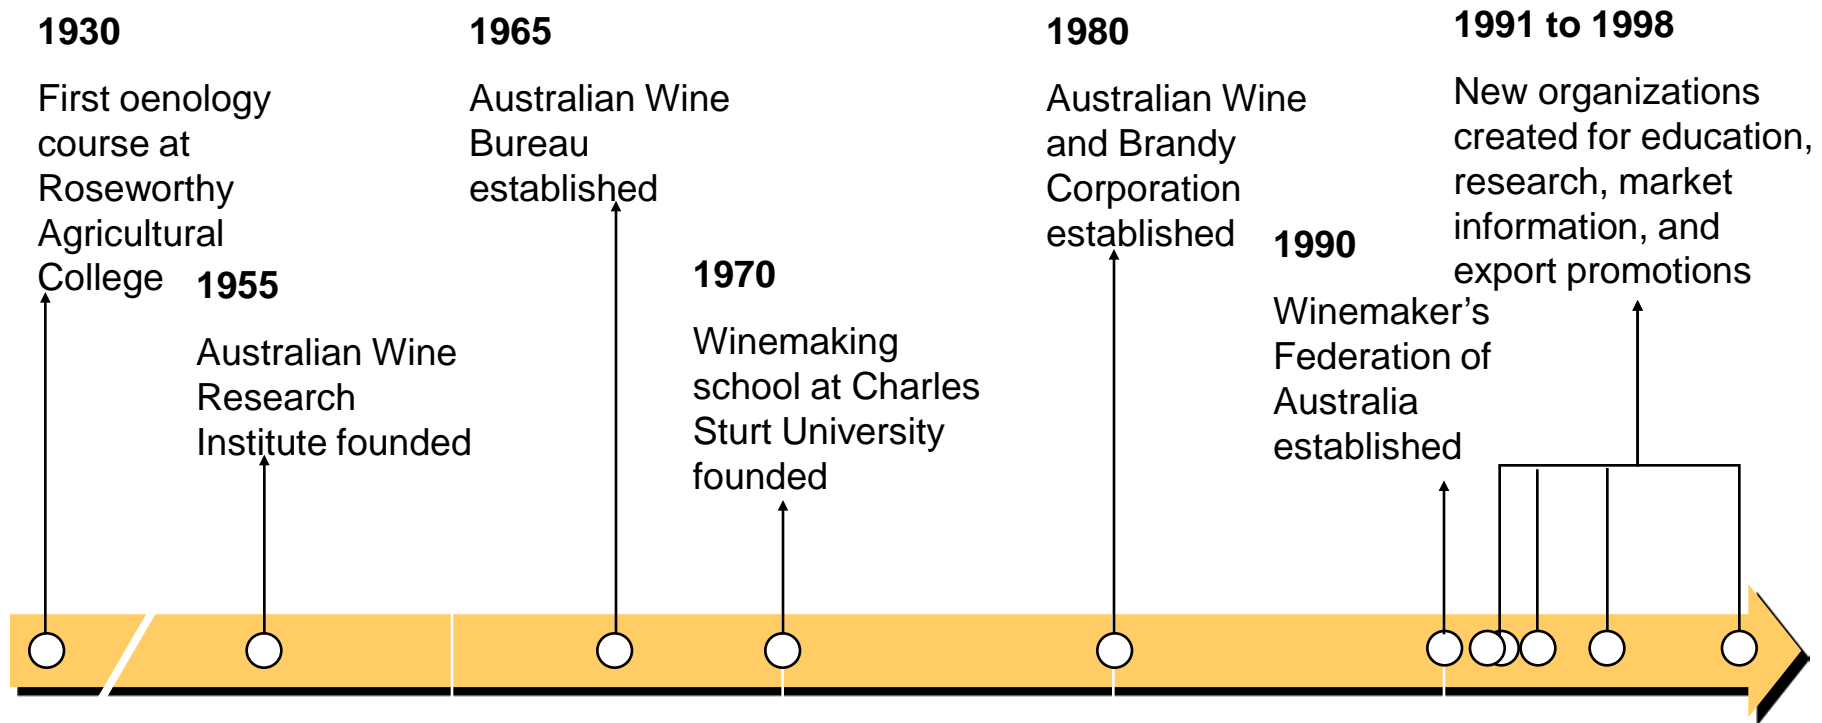 1930
First oenology
course at
Roseworthy
Agricultural
College
1955
Australian Wine
Research
Institute founded
1965
Australian Wine
Bureau
established
1970
Winemaking
school at Charles
Sturt University
founded
1980
Australian Wine
and Brandy
Corporation
established
1990
Winemaker’s
Federation of
Australia
established
1991 to 1998
New organizations
created for education,
research, market
information, and
export promotions